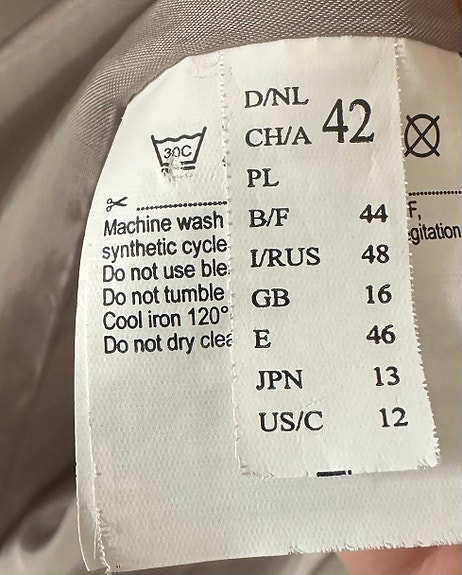 D/NL
CH/A 42
PL
B/F 44
I/RUS 48
GB 16
E 46
JPN 13
US/C 12
30C
Machine wash
synthetic cycle
Do not use ble
Do not tumble
Cool iron 120°
Do not dry clea
F,
gitation